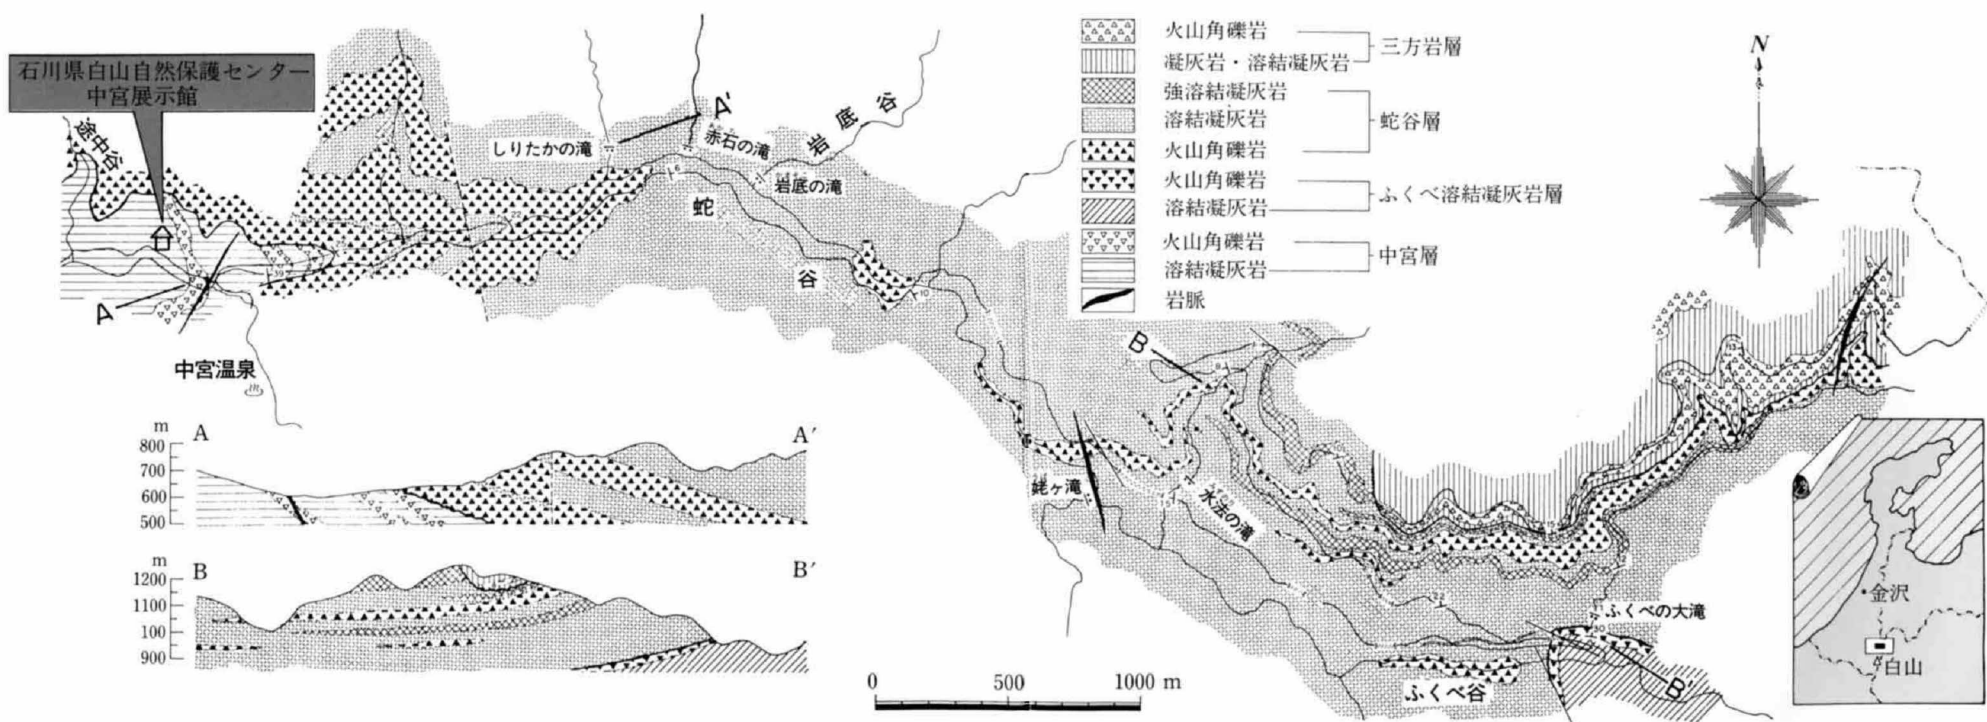 石川県白山自然保護センター
中宮展示館
途中谷
A
中宮温泉
しりたかの滝
A′
赤石の滝
岩底谷
岩底の滝
蛇谷
火山角礫岩
凝灰岩・溶結凝灰岩
三方岩層
強溶結凝灰岩
溶結凝灰岩
火山角礫岩
蛇谷層
火山角礫岩
溶結凝灰岩
ふくべ溶結凝灰岩層
火山角礫岩
溶結凝灰岩
中宮層
岩脈
N
B
姥ヶ滝
水法の滝
ふくべの大滝
ふくべ谷
B′
m
A
A′
800
700
600
500
m
B
B′
1200
1100
100
900
0
500
1000 m
金沢
白山